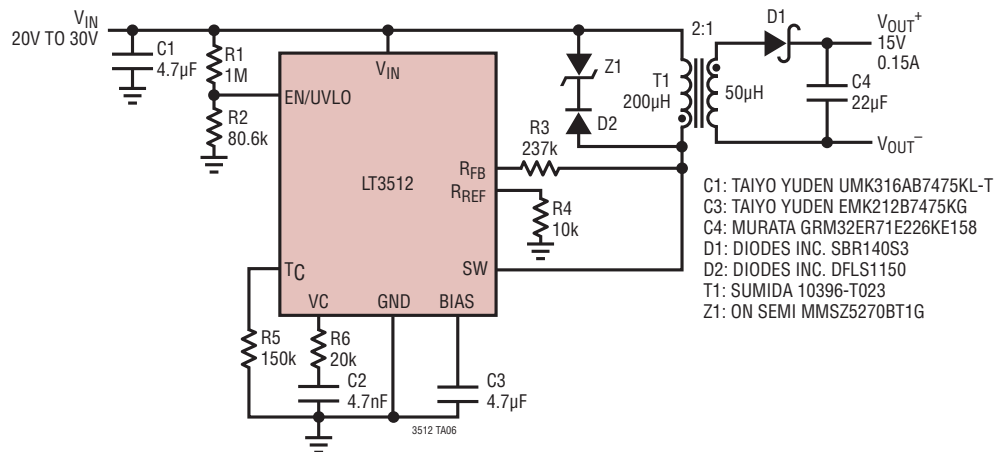 VIN
20V TO 30V
C1
4.7µF
R1
1M
R2
80.6k
EN/UVLO
VIN
LT3512
RFB
RREF
SW
TC
VC
GND
BIAS
Z1
D2
R3
237k
R4
10k
2:1
T1
200µH
50µH
D1
VOUT+
15V
0.15A
C4
22µF
VOUT–
R5
150k
R6
20k
C2
4.7nF
C3
4.7µF
3512 TA06
C1: TAIYO YUDEN UMK316AB7475KL-T
C3: TAIYO YUDEN EMK212B7475KG
C4: MURATA GRM32ER71E226KE158
D1: DIODES INC. SBR140S3
D2: DIODES INC. DFLS1150
T1: SUMIDA 10396-T023
Z1: ON SEMI MMSZ5270BT1G